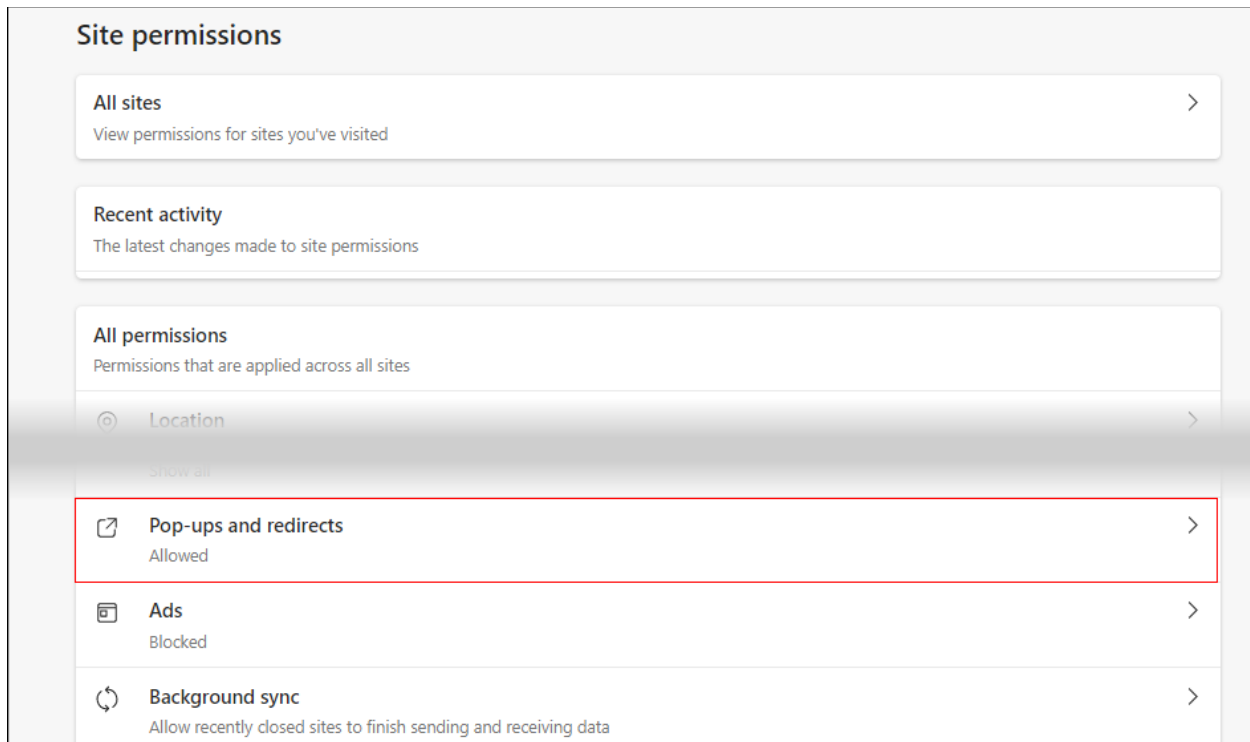 Site permissions
All sites
View permissions for sites you've visited
Recent activity
The latest changes made to site permissions
All permissions
Permissions that are applied across all sites
Location
Show all
Pop-ups and redirects
Allowed
Ads
Blocked
Background sync
Allow recently closed sites to finish sending and receiving data